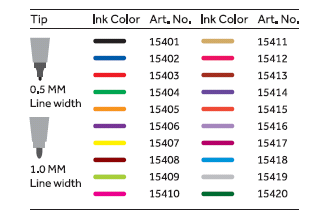 Tip Ink Color Art. No. Ink Color Art. No.
15401 15411
15402 15412
15403 15413
0.5 MM 15404 15414
Line width 15405 15415
15406 15416
15407 15417
1.0 MM 15408 15418
Line width 15409 15419
15410 15420